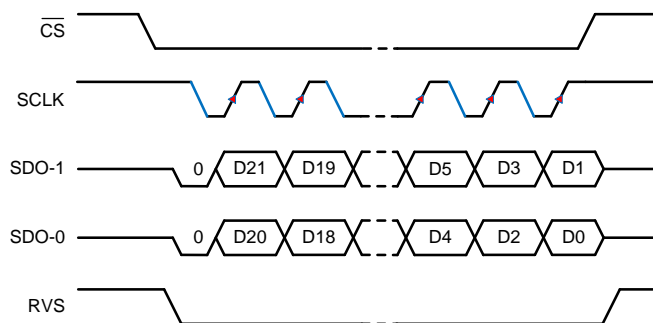 CS
SCLK
SDO-1 0 D21 D19 D5 D3 D1
SDO-0 0 D20 D18 D4 D2 D0
RVS